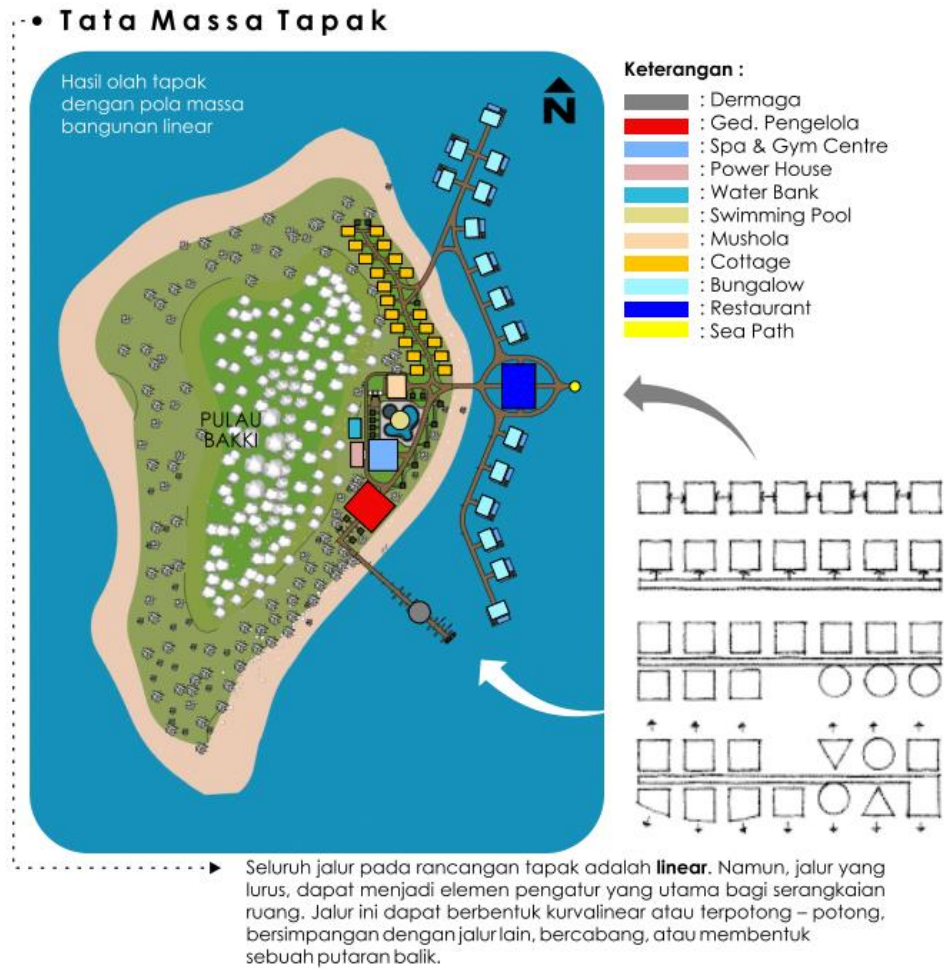 • Tata Massa Tapak
Hasil olah tapak
dengan pola massa
bangunan linear
N
PULAU
BAKKI
Keterangan :
: Dermaga
: Ged. Pengelola
: Spa & Gym Centre
: Power House
: Water Bank
: Swimming Pool
: Mushola
: Cottage
: Bungalow
: Restaurant
: Sea Path
Seluruh jalur pada rancangan tapak adalah linear. Namun, jalur yang
lurus, dapat menjadi elemen pengatur yang utama bagi serangkaian
ruang. Jalur ini dapat berbentuk kurvalinear atau terpotong – potong,
bersimpangan dengan jalur lain, bercabang, atau membentuk
sebuah putaran balik.